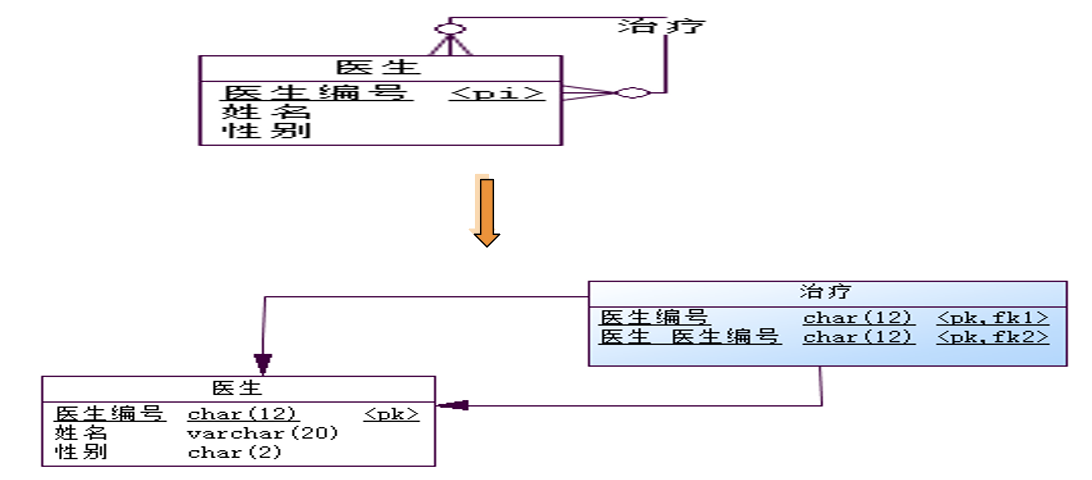 治疗
医生
医生编号 <pi>
姓名
性别
治疗
医生编号 char(12) <pk,fk1>
医生_医生编号 char(12) <pk,fk2>
医生
医生编号 char(12) <pk>
姓名 varchar(20)
性别 char(2)